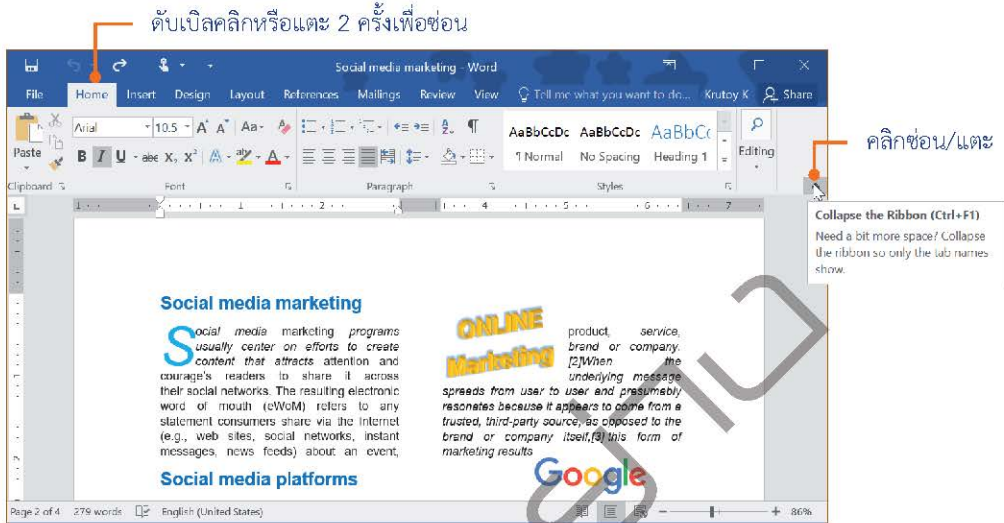 ดับเบิลคลิกหรือแตะ 2 ครั้งเพื่อซ่อน
Social media marketing - Word
File Home Insert Design Layout References Mailings Review View Tell me what you want to do... Krutoy K Share
Arial 10.5 A A Aa
AaBbCcDc AaBbCcDc AaBbCc
Paste B I U abc X, X² A A
¶ Normal No Spacing Heading 1 Editing
Clipboard Font Paragraph Styles
คลิกซ่อน/แตะ
Collapse the Ribbon (Ctrl+F1)
Need a bit more space? Collapse
the ribbon so only the tab names
show.
1 1 2 4 5 6 7
Social media marketing
Social media marketing programs
usually center on efforts to create
content that attracts attention and
courage's readers to share it across
their social networks. The resulting electronic
word of mouth (eWoM) refers to any
statement consumers share via the Internet
(e.g., web sites, social networks, instant
messages, news feeds) about an event,
Social media platforms
ONLINE
Marketing
product, service,
brand or company.
[2]When the
underlying message
spreads from user to user and presumably
resonates because it appears to come from a
trusted, third-party source, as opposed to the
brand or company itself,[3] this form of
marketing results
Google
Page 2 of 4 279 words English (United States) 86%